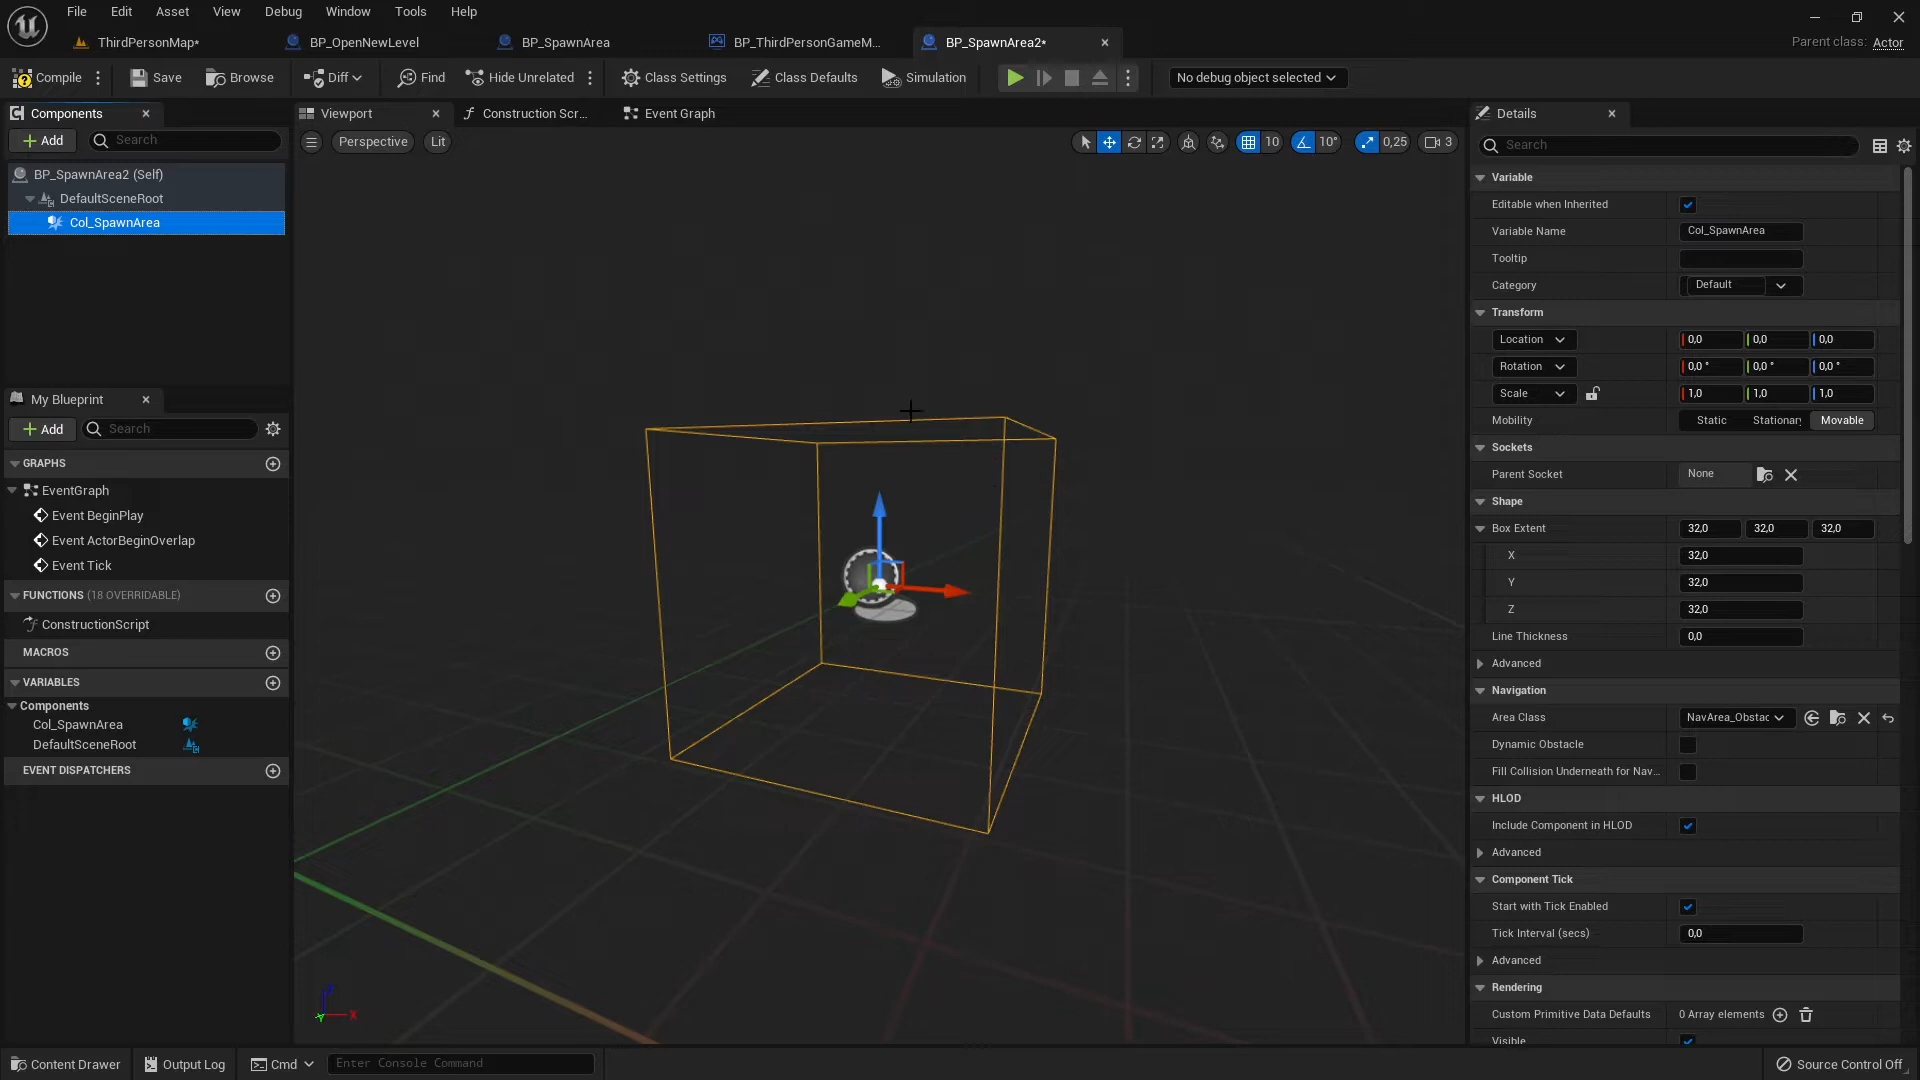 File Edit Asset View Debug Window Tools Help
ThirdPersonMap* BP_OpenNewLevel BP_SpawnArea BP_ThirdPersonGameM... BP_SpawnArea2* Parent class: Actor
Compile Save Browse Diff Find Hide Unrelated Class Settings Class Defaults Simulation No debug object selected
Components
Add Search
BP_SpawnArea2 (Self)
DefaultSceneRoot
Col_SpawnArea
My Blueprint
Add Search
GRAPHS
EventGraph
Event BeginPlay
Event ActorBeginOverlap
Event Tick
FUNCTIONS (18 OVERRIDABLE)
ConstructionScript
MACROS
VARIABLES
Components
Col_SpawnArea
DefaultSceneRoot
EVENT DISPATCHERS
Viewport Construction Scr... Event Graph
Perspective Lit 10 10° 0,25 3
Z
Y X
Details
Search
Variable
Editable when Inherited
Variable Name Col_SpawnArea
Tooltip
Category Default
Transform
Location 0,0 0,0 0,0
Rotation 0,0 ° 0,0 ° 0,0 °
Scale 1,0 1,0 1,0
Mobility Static Stationary Movable
Sockets
Parent Socket None
Shape
Box Extent 32,0 32,0 32,0
X 32,0
Y 32,0
Z 32,0
Line Thickness 0,0
Advanced
Navigation
Area Class NavArea_Obstac
Dynamic Obstacle
Fill Collision Underneath for Nav...
HLOD
Include Component in HLOD
Advanced
Component Tick
Start with Tick Enabled
Tick Interval (secs) 0,0
Advanced
Rendering
Custom Primitive Data Defaults 0 Array elements
Visible
Content Drawer Output Log Cmd Enter Console Command Source Control Off